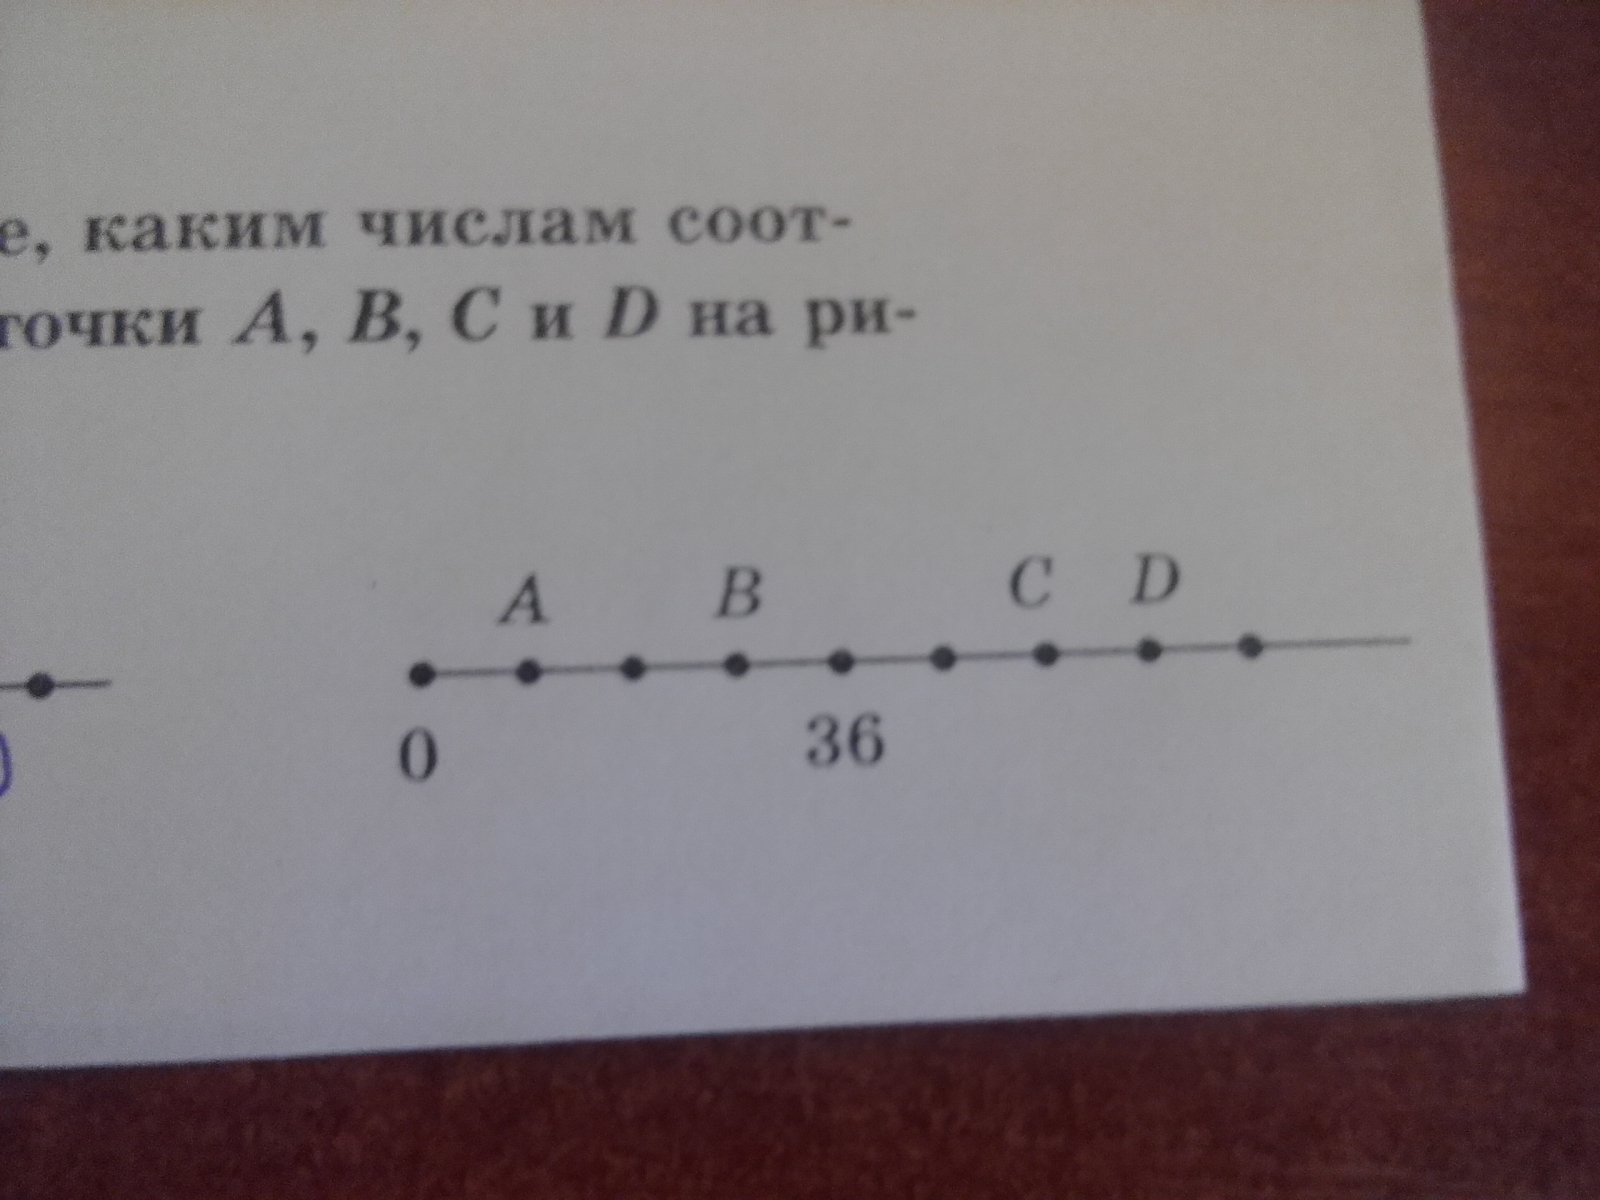 е, каким числам соот-
точки A, B, C и D на ри-
A B C D
0 36